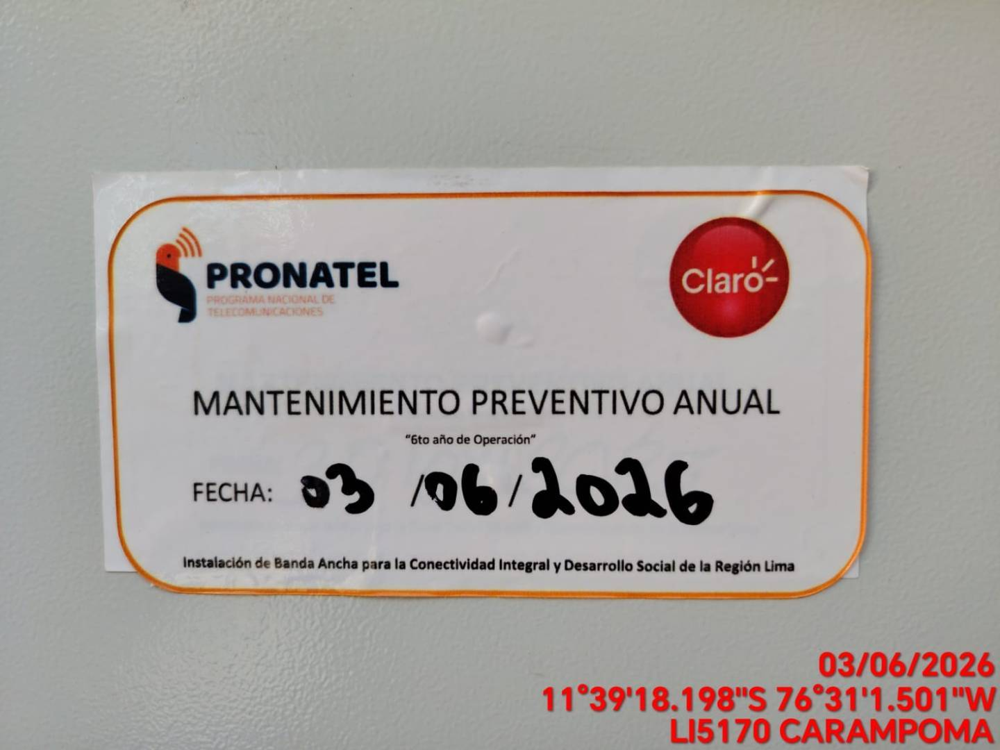 PRONATEL
PROGRAMA NACIONAL DE
TELECOMUNICACIONES
Claro
MANTENIMIENTO PREVENTIVO ANUAL
“6to año de Operación”
FECHA: 03 /06/2026
Instalación de Banda Ancha para la Conectividad Integral y Desarrollo Social de la Región Lima
03/06/2026
11°39'18.198"S 76°31'1.501"W
LI5170 CARAMPOMA